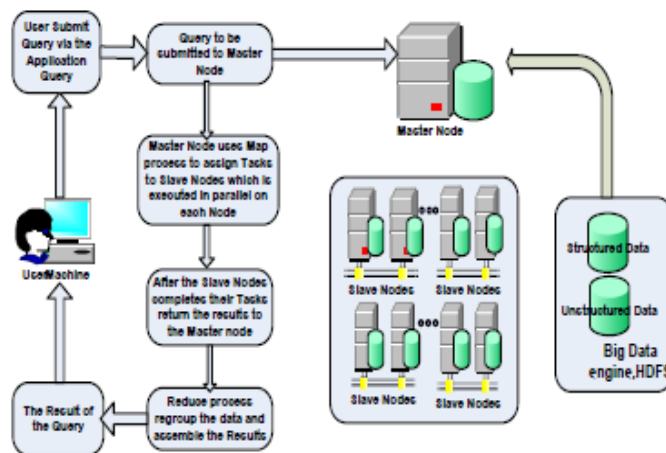 User Submit
Query via the
Application
Query
Query to be
submitted to Master
Node
Master Node
Master Node uses Map
process to assign Tasks
to Slave Nodes which is
executed in parallel on
each Node
UserMachine
After the Slave Nodes
completes their Tasks
return the results to
the Master node
The Result of
the Query
Reduce process
regroup the data and
assemble the Results
Slave Nodes
Slave Nodes
Slave Nodes
Slave Nodes
Structured Data
Unstructured Data
Big Data
engine,HDFS